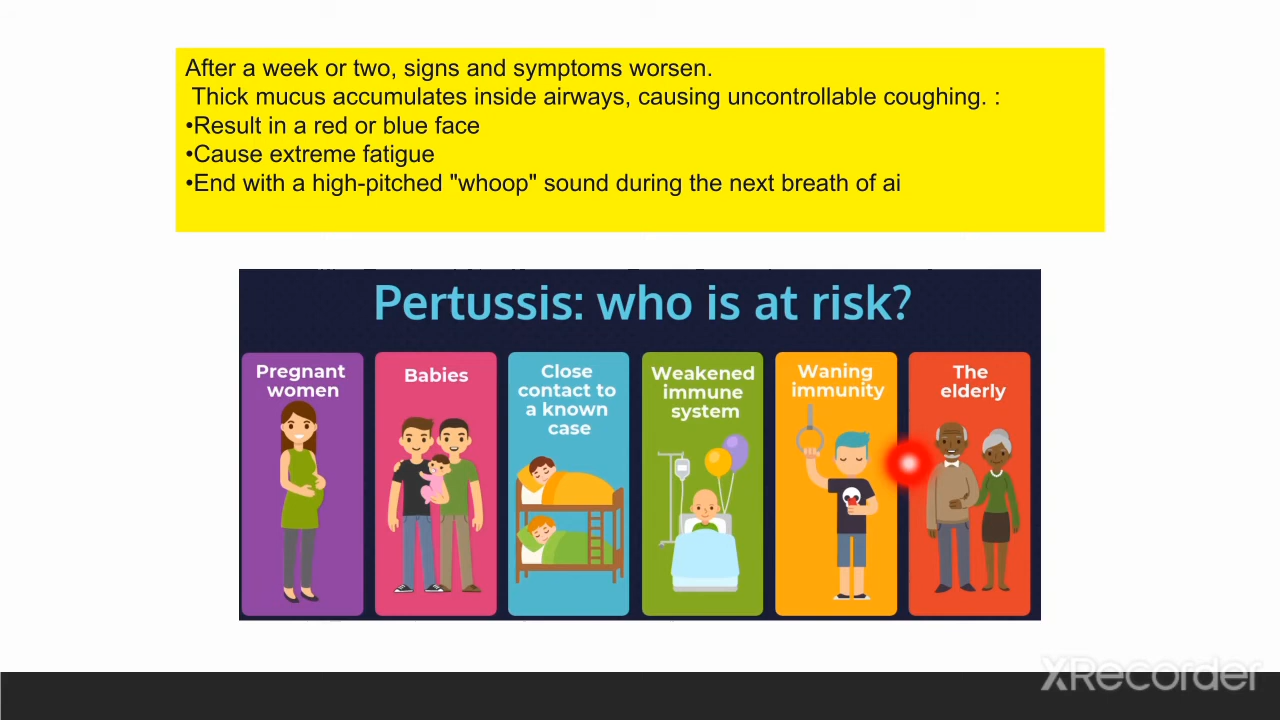 After a week or two, signs and symptoms worsen.
Thick mucus accumulates inside airways, causing uncontrollable coughing. :
•Result in a red or blue face
•Cause extreme fatigue
•End with a high-pitched "whoop" sound during the next breath of ai
Pertussis: who is at risk?
Pregnant
women
Babies
Close
contact to
a known
case
Weakened
immune
system
Waning
immunity
The
elderly
XRecorder